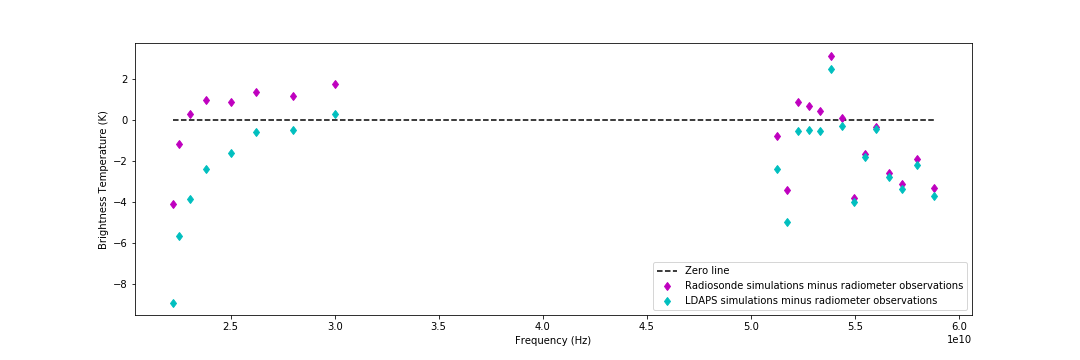 Brightness Temperature (K)
2
0
−2
−4
−6
−8
Zero line
Radiosonde simulations minus radiometer observations
LDAPS simulations minus radiometer observations
2.5 3.0 3.5 4.0 4.5 5.0 5.5 6.0
1e10
Frequency (Hz)